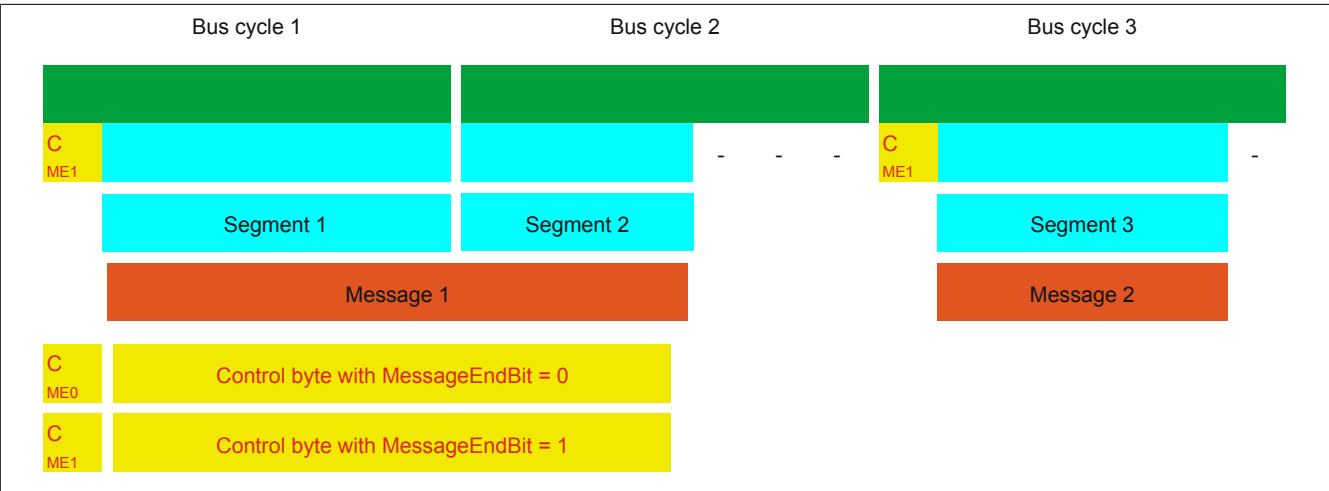 Bus cycle 1 Bus cycle 2 Bus cycle 3
C - - - C -
ME1 ME1
Segment 1 Segment 2 Segment 3
Message 1 Message 2
C
ME0 Control byte with MessageEndBit = 0
C
ME1 Control byte with MessageEndBit = 1